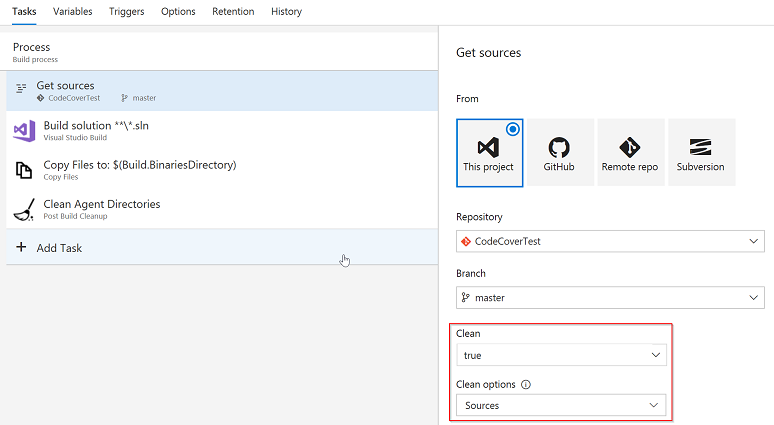 Tasks Variables Triggers Options Retention History
Process
Build process
Get sources
CodeCoverTest master
Build solution **\*.sln
Visual Studio Build
Copy Files to: $(Build.BinariesDirectory)
Copy Files
Clean Agent Directories
Post Build Cleanup
+ Add Task
Get sources
From
This project GitHub Remote repo Subversion
Repository
CodeCoverTest
Branch
master
Clean
true
Clean options
Sources